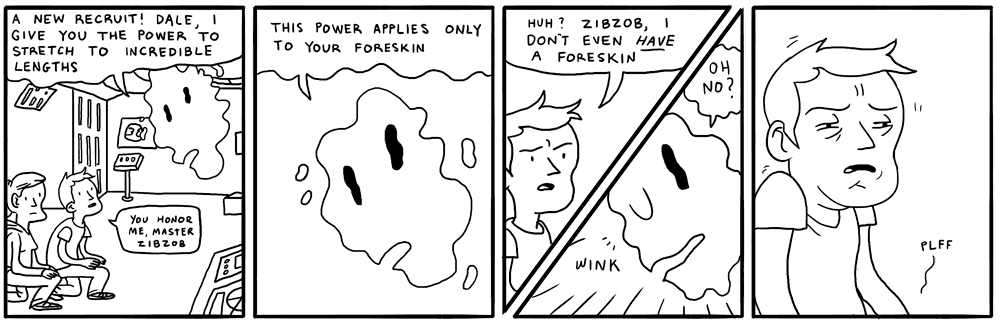 A NEW RECRUIT! DALE, I
GIVE YOU THE POWER TO
STRETCH TO INCREDIBLE
LENGTHS
YOU HONOR
ME, MASTER
ZIBZOB
THIS POWER APPLIES ONLY
TO YOUR FORESKIN
HUH? ZIBZOB, I
DON'T EVEN HAVE
A FORESKIN
OH
NO?
WINK
PLFF